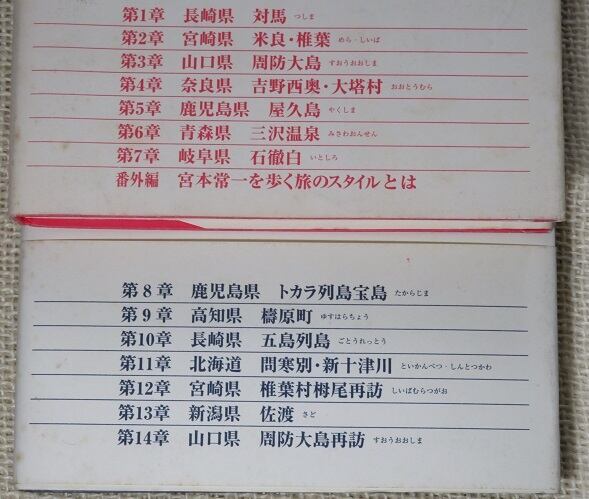 第1章 長崎県 対馬 つしま
第2章 宮崎県 米良・椎葉 めら・しいば
第3章 山口県 周防大島 すおうおおしま
第4章 奈良県 吉野西奥・大塔村 おおとうむら
第5章 鹿児島県 屋久島 やくしま
第6章 青森県 三沢温泉 みさわおんせん
第7章 岐阜県 石徹白 いとしろ
番外編 宮本常一を歩く旅のスタイルとは
第8章 鹿児島県 トカラ列島宝島 たからじま
第9章 高知県 檮原町 ゆすはらちょう
第10章 長崎県 五島列島 ごとうれっとう
第11章 北海道 問寒別・新十津川 といかんべつ・しんとつかわ
第12章 宮崎県 椎葉村栂尾再訪 しいばむらつがお
第13章 新潟県 佐渡 さど
第14章 山口県 周防大島再訪 すおうおおしま